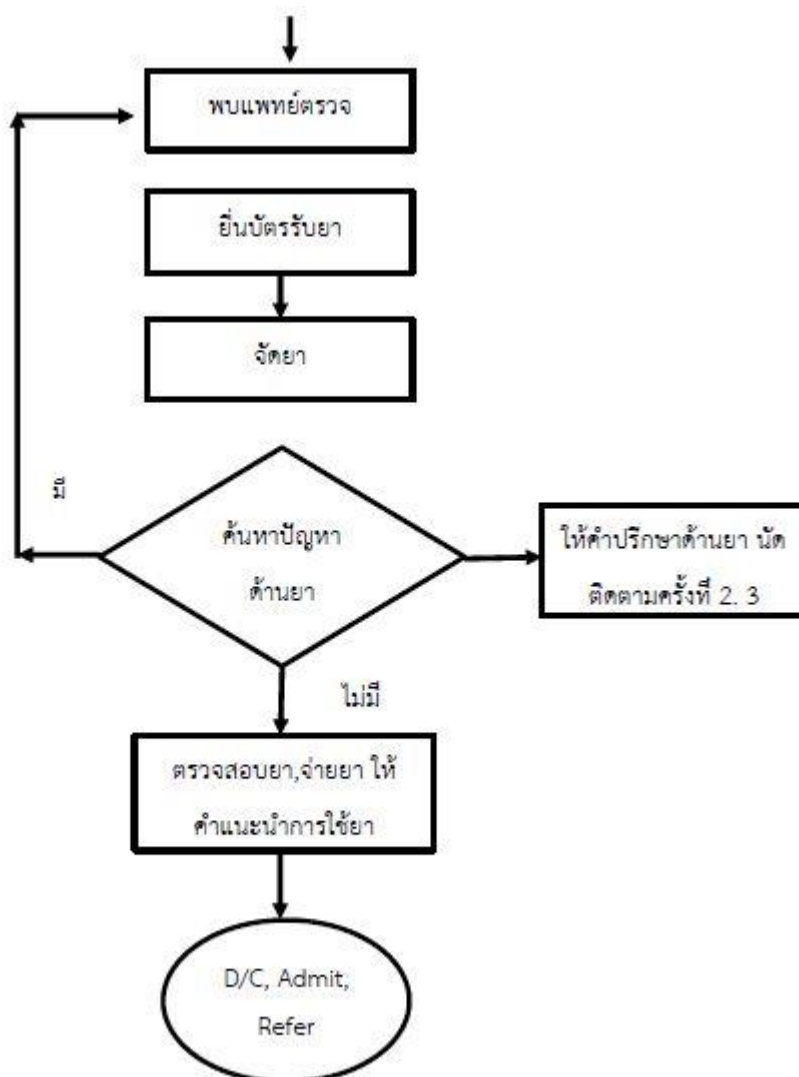 พบแพทย์ตรวจ
ยื่นบัตรรับยา
จัดยา
มี
ค้นหาปัญหา
ด้านยา
ให้คำปรึกษาด้านยา นัด
ติดตามครั้งที่ 2. 3
ไม่มี
ตรวจสอบยา,จ่ายยา ให้
คำแนะนำการใช้ยา
D/C, Admit,
Refer